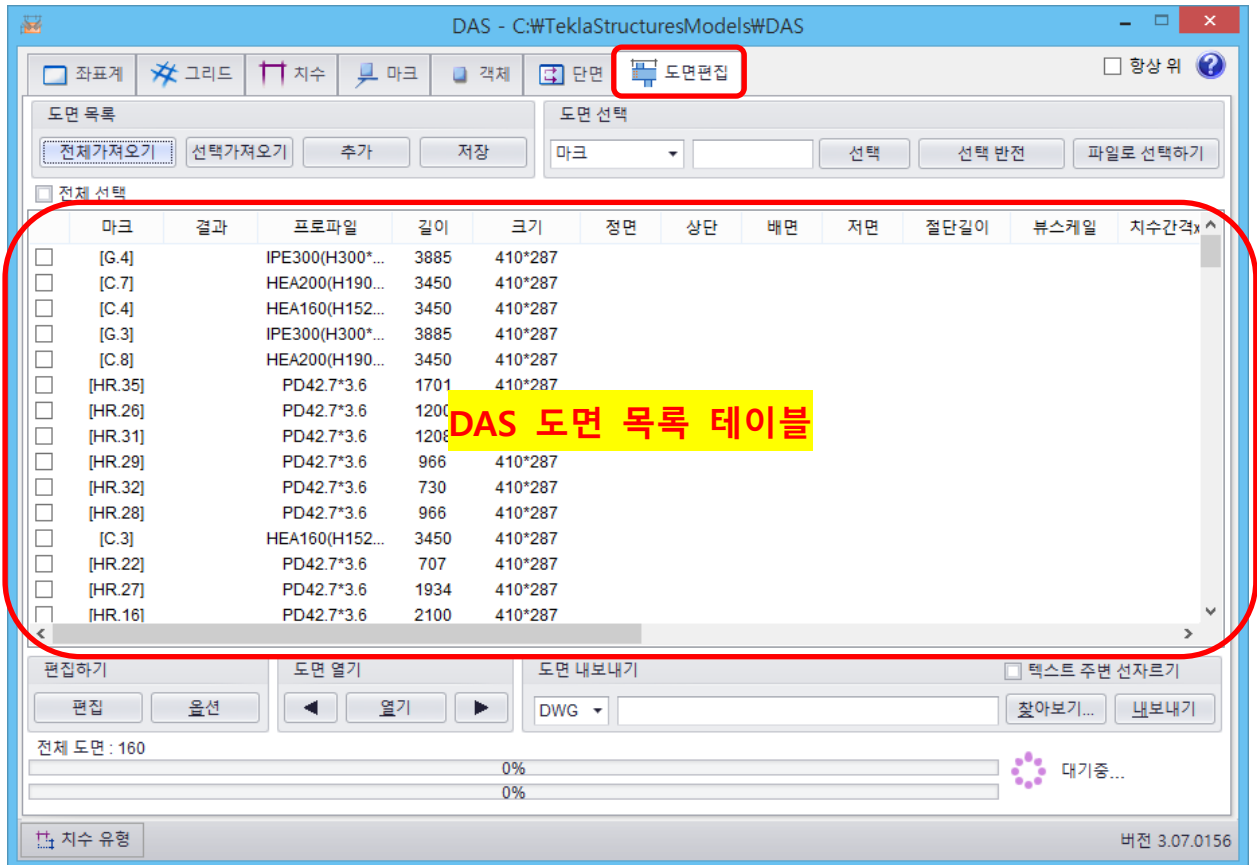 DAS - C:₩TeklaStructuresModels₩DAS
좌표계 그리드 치수 마크 객체 단면 도면편집 항상 위
도면 목록 도면 선택
전체가져오기 선택가져오기 추가 저장 마크 선택 선택 반전 파일로 선택하기
전체 선택
마크 결과 프로파일 길이 크기 정면 상단 배면 저면 절단길이 뷰스케일 치수간격x
[G.4] IPE300(H300*... 3885 410*287
[C.7] HEA200(H190... 3450 410*287
[C.4] HEA160(H152... 3450 410*287
[G.3] IPE300(H300*... 3885 410*287
[C.8] HEA200(H190... 3450 410*287
[HR.35] PD42.7*3.6 1701 410*287
[HR.26] PD42.7*3.6 1200
DAS 도면 목록 테이블
[HR.31] PD42.7*3.6 1208
[HR.29] PD42.7*3.6 966 410*287
[HR.32] PD42.7*3.6 730 410*287
[HR.28] PD42.7*3.6 966 410*287
[C.3] HEA160(H152... 3450 410*287
[HR.22] PD42.7*3.6 707 410*287
[HR.27] PD42.7*3.6 1934 410*287
[HR.16] PD42.7*3.6 2100 410*287
편집하기 도면 열기 도면 내보내기 텍스트 주변 선자르기
편집 옵션 열기 DWG 찾아보기... 내보내기
전체 도면 : 160
0%
대기중...
0%
치수 유형 버전 3.07.0156